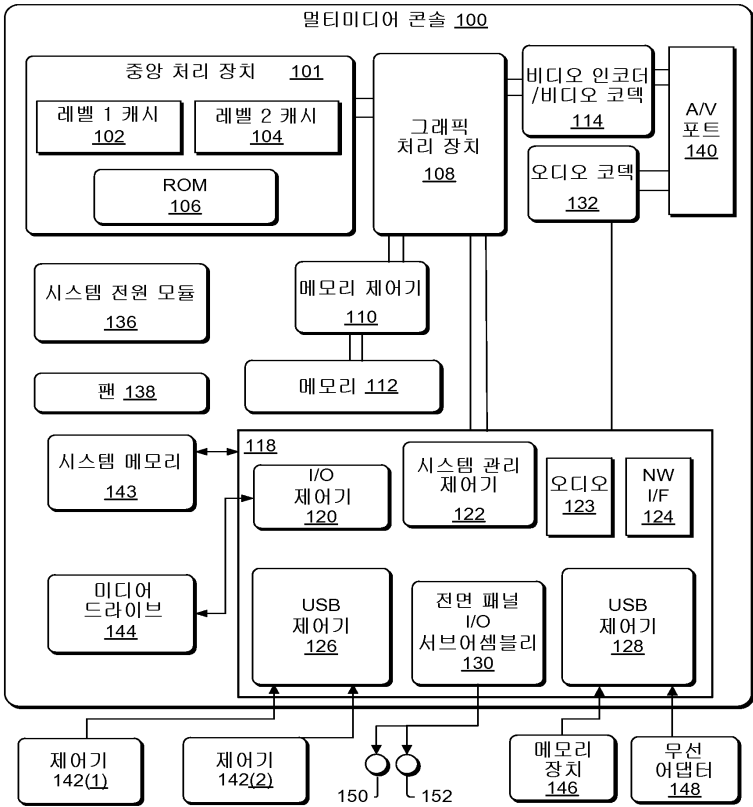 멀티미디어 콘솔 100
중앙 처리 장치 101
레벨 1 캐시
102
레벨 2 캐시
104
ROM
106
그래픽
처리 장치
108
비디오 인코더
/비디오 코덱
114
A/V
포트
140
오디오 코덱
132
시스템 전원 모듈
136
메모리 제어기
110
팬 138
메모리 112
118
시스템 메모리
143
I/O
제어기
120
시스템 관리
제어기
122
오디오
123
NW
I/F
124
미디어
드라이브
144
USB
제어기
126
전면 패널
I/O
서브어셈블리
130
USB
제어기
128
제어기
142(1)
제어기
142(2)
150
152
메모리
장치
146
무선
어댑터
148